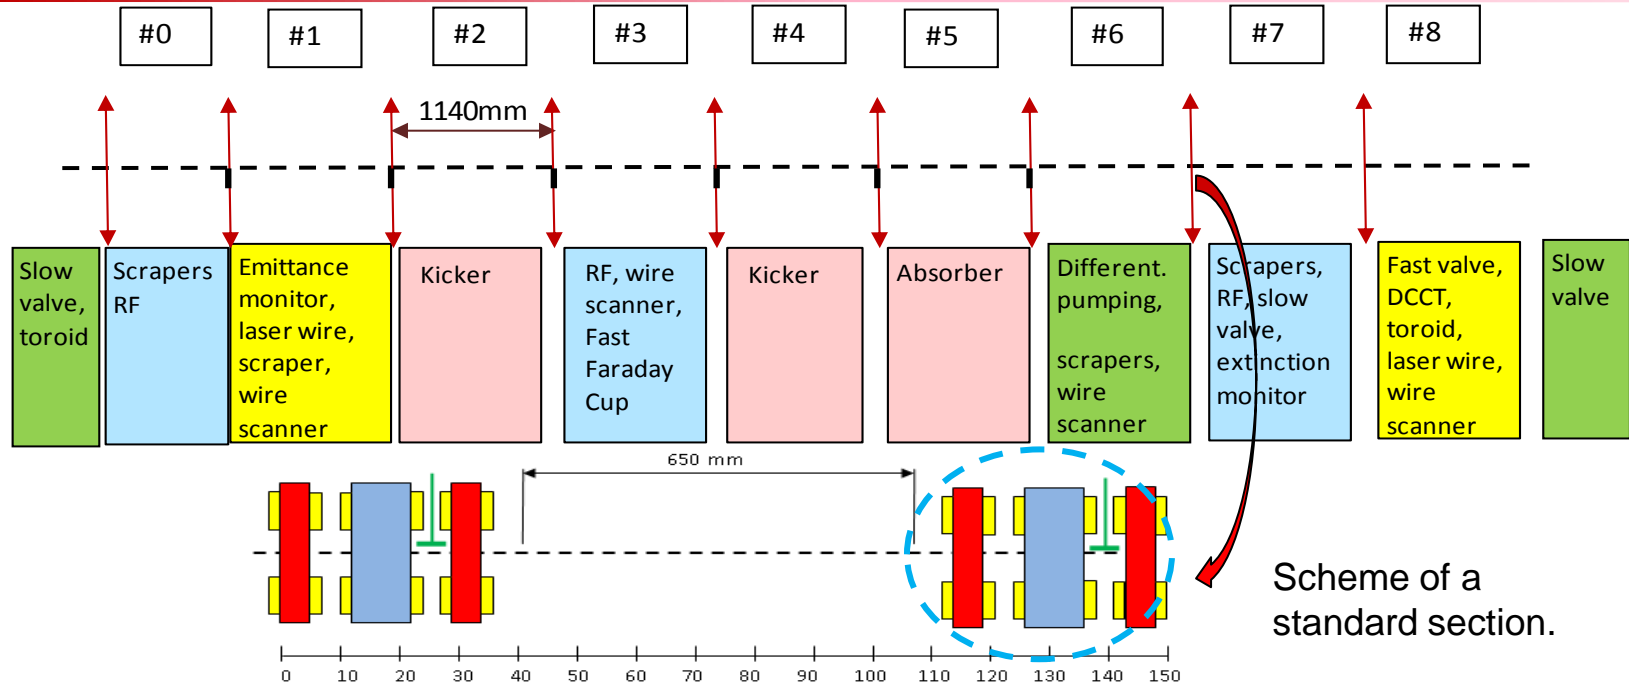 #0
#1
#2
#3
#4
#5
#6
#7
#8
1140mm
Slow
valve,
toroid
Scrapers
RF
Emittance
monitor,
laser wire,
scraper,
wire
scanner
Kicker
RF, wire
scanner,
Fast
Faraday
Cup
Kicker
Absorber
Different.
pumping,
scrapers,
wire
scanner
Scrapers,
RF, slow
valve,
extinction
monitor
Fast valve,
DCCT,
toroid,
laser wire,
wire
scanner
Slow
valve
650 mm
Scheme of a
standard section.
0 10 20 30 40 50 60 70 80 90 100 110 120 130 140 150